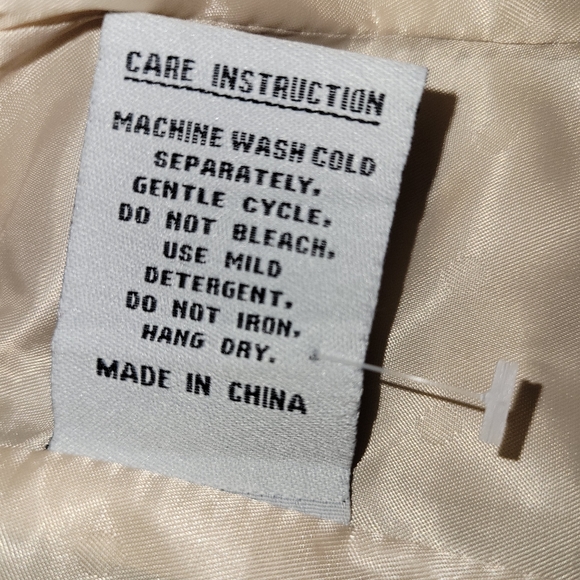 CARE INSTRUCTION
MACHINE WASH COLD
SEPARATELY,
GENTLE CYCLE,
DO NOT BLEACH,
USE MILD
DETERGENT,
DO NOT IRON,
HANG DRY.
MADE IN CHINA